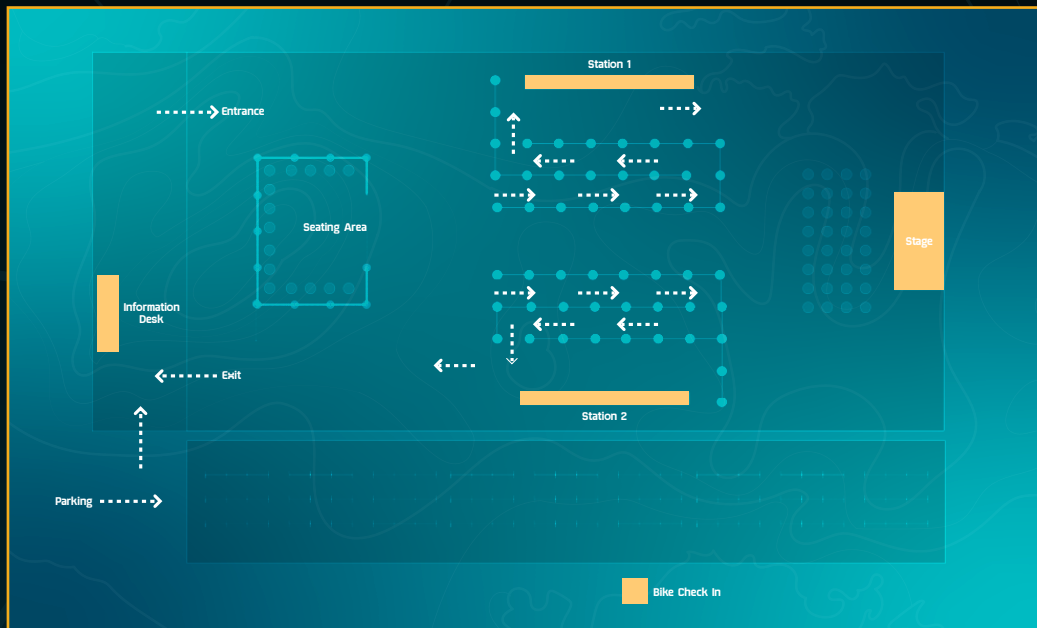 Station 1
Entrance
Seating Area
Stage
Information
Desk
Exit
Station 2
Parking
Bike Check In